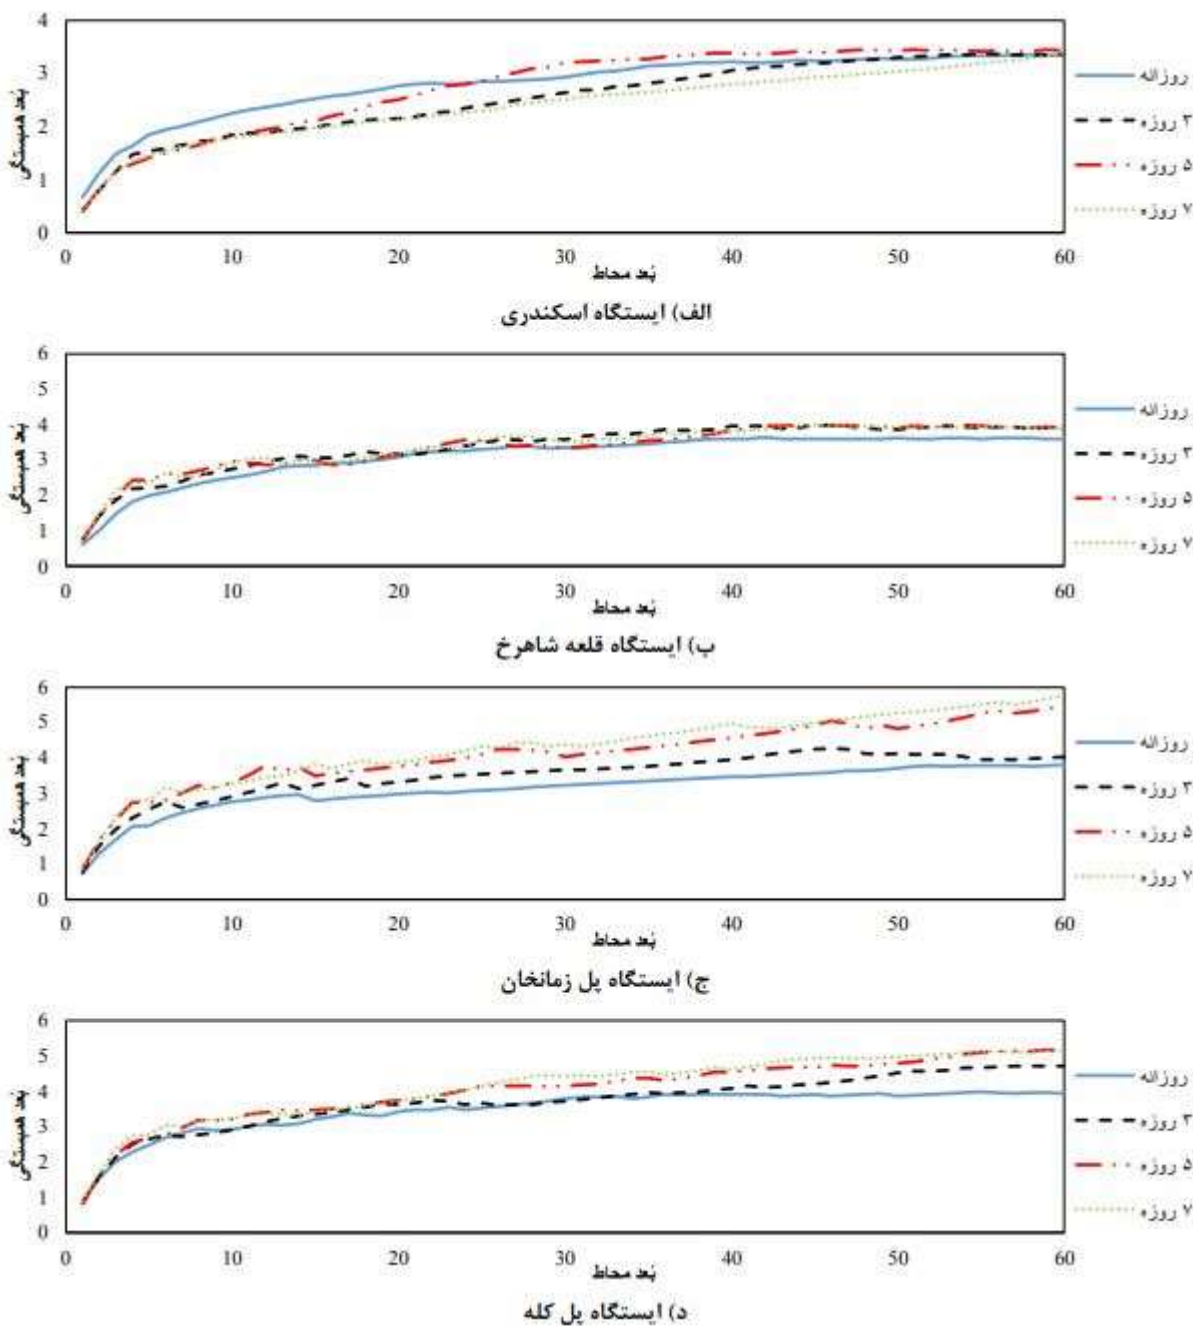 4
3
2
1
0
بُعد همبستگی
0 10 20 30 40 50 60
بُعد محاط
روزانه
۳ روزه
۵ روزه
۷ روزه
الف) ایستگاه اسکندری
6
5
4
3
2
1
0
بُعد همبستگی
0 10 20 30 40 50 60
بُعد محاط
روزانه
۳ روزه
۵ روزه
۷ روزه
ب) ایستگاه قلعه شاهرخ
6
5
4
3
2
1
0
بُعد همبستگی
0 10 20 30 40 50 60
بُعد محاط
روزانه
۳ روزه
۵ روزه
۷ روزه
ج) ایستگاه پل زمانخان
6
5
4
3
2
1
0
بُعد همبستگی
0 10 20 30 40 50 60
بُعد محاط
روزانه
۳ روزه
۵ روزه
۷ روزه
د) ایستگاه پل کله